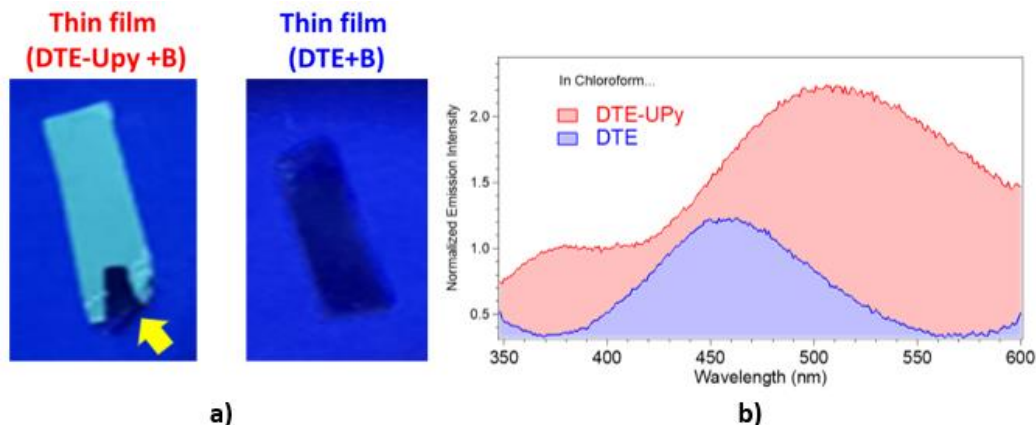 Thin film
(DTE-Upy +B)
Thin film
(DTE+B)
In Chloroform...
DTE-UPy
DTE
Normalized Emission Intensity
2.0
1.5
1.0
0.5
350
400
450
500
550
600
Wavelength (nm)
a)
b)